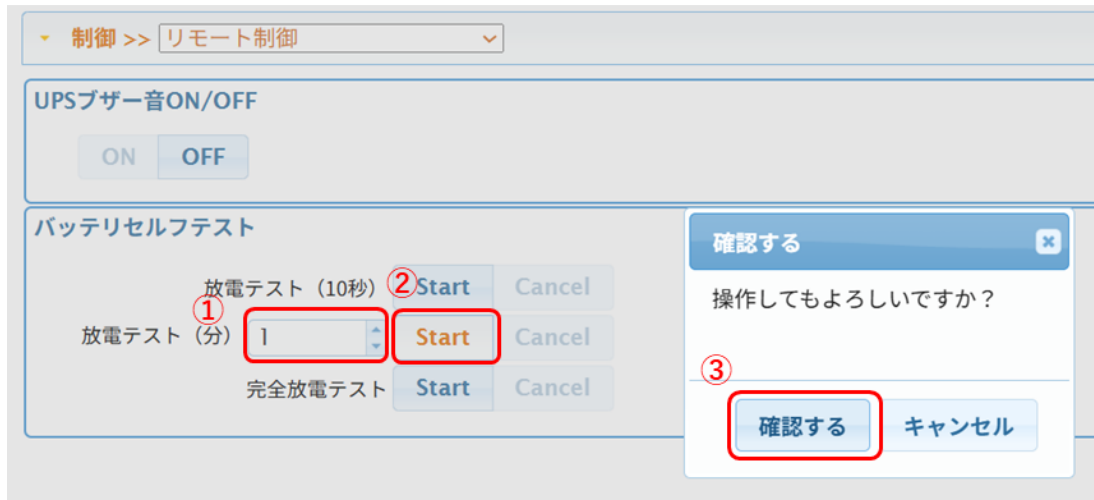 制御 >> リモート制御
UPSブザー音ON/OFF
ON OFF
バッテリセルフテスト
放電テスト（10秒） ② Start Cancel
①
放電テスト（分） 1 Start Cancel
完全放電テスト Start Cancel
確認する
操作してもよろしいですか？
③
確認する キャンセル